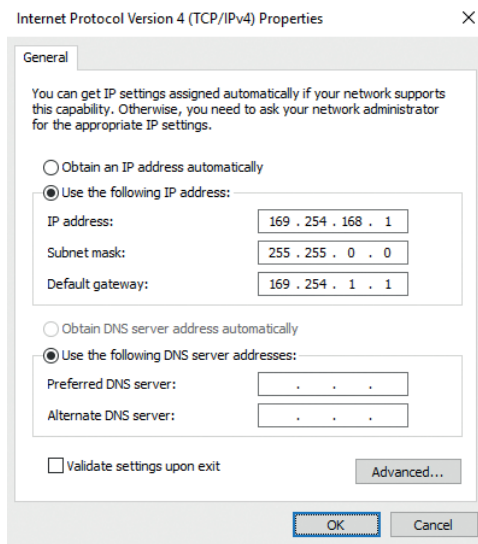 Internet Protocol Version 4 (TCP/IPv4) Properties
General
You can get IP settings assigned automatically if your network supports
this capability. Otherwise, you need to ask your network administrator
for the appropriate IP settings.
Obtain an IP address automatically
Use the following IP address:
IP address: 169 . 254 . 168 . 1
Subnet mask: 255 . 255 . 0 . 0
Default gateway: 169 . 254 . 1 . 1
Obtain DNS server address automatically
Use the following DNS server addresses:
Preferred DNS server: . . .
Alternate DNS server: . . .
Validate settings upon exit
Advanced...
OK Cancel